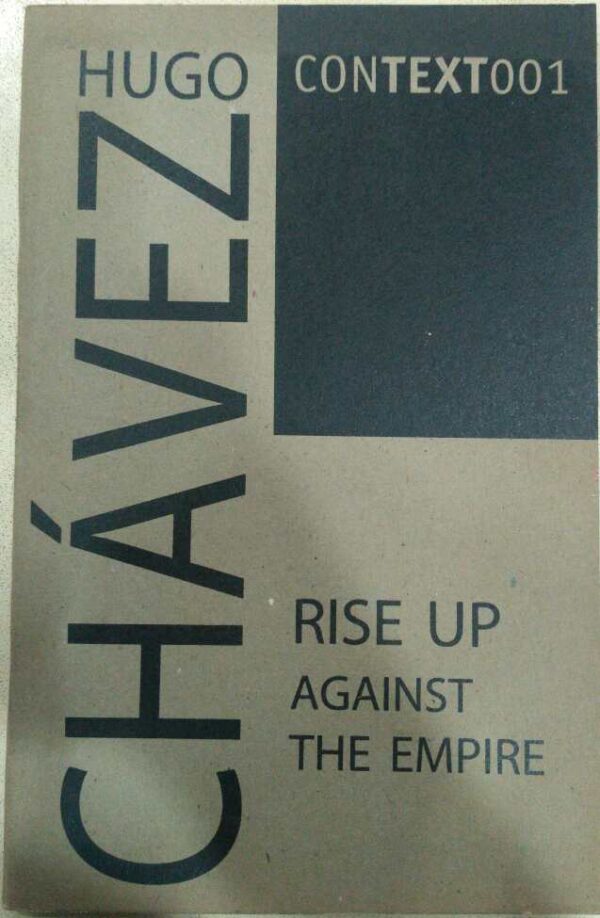 HUGO
CHÁVEZ
CONTEXT001
RISE UP
AGAINST
THE EMPIRE